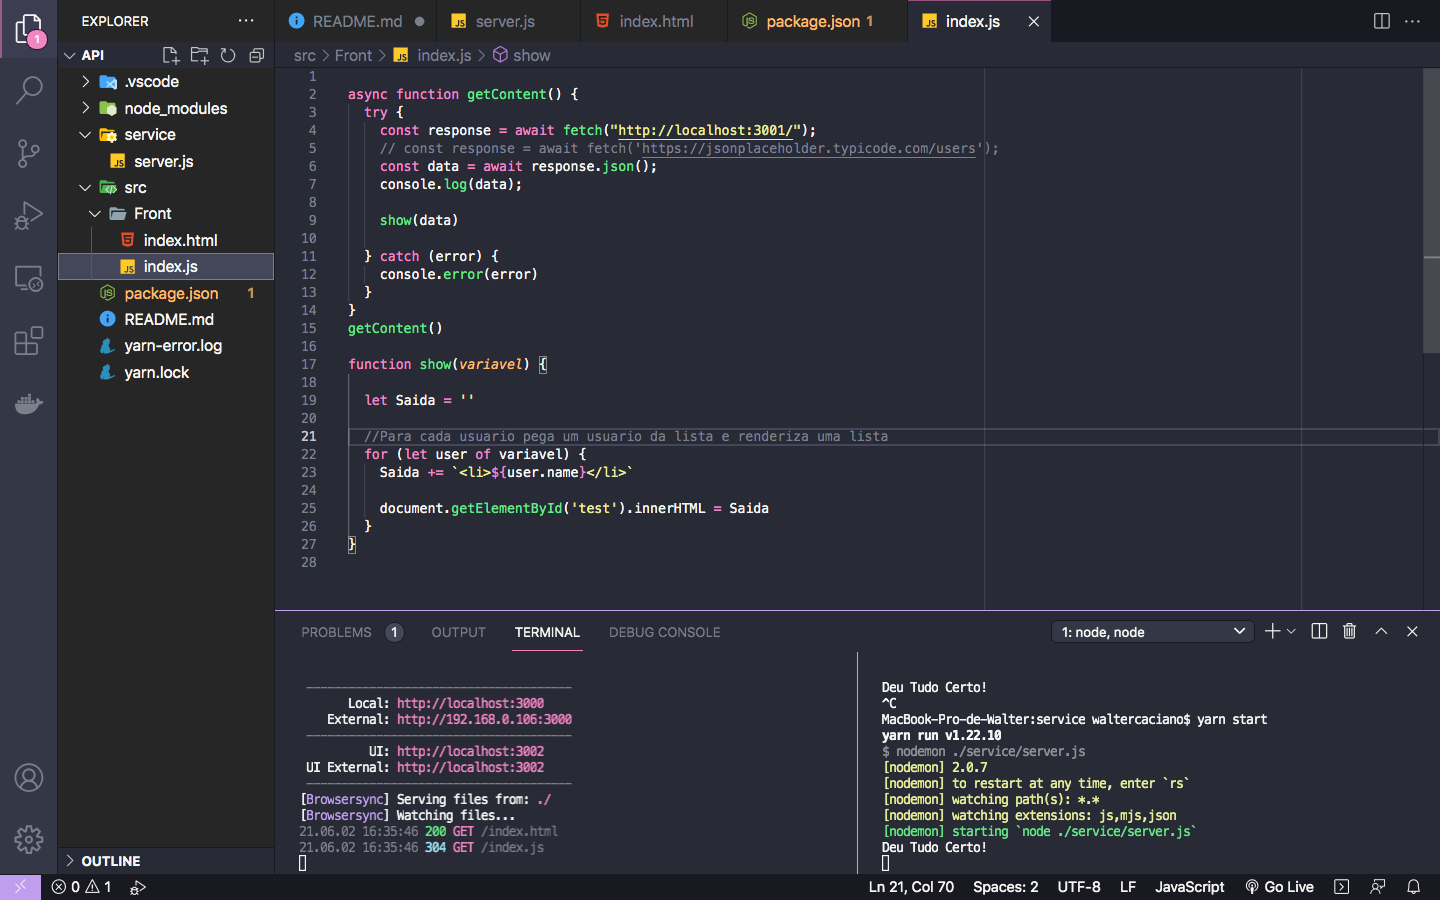 EXPLORER
API
.vscode
node_modules
service
server.js
src
Front
index.html
index.js
package.json 1
README.md
yarn-error.log
yarn.lock
OUTLINE
1
README.md
server.js
index.html
package.json 1
index.js
src > Front > JS index.js > show
1
2 async function getContent() {
3 try {
4 const response = await fetch("http://localhost:3001/");
5 // const response = await fetch('https://jsonplaceholder.typicode.com/users');
6 const data = await response.json();
7 console.log(data);
8
9 show(data)
10
11 } catch (error) {
12 console.error(error)
13 }
14 }
15 getContent()
16
17 function show(variavel) {
18
19 let Saida = ''
20
21 //Para cada usuario pega um usuario da lista e renderiza uma lista
22 for (let user of variavel) {
23 Saida += `<li>${user.name}</li>`
24
25 document.getElementById('test').innerHTML = Saida
26 }
27 }
28
PROBLEMS 1 OUTPUT TERMINAL DEBUG CONSOLE
1: node, node
-------------------------------------
Local: http://localhost:3000
External: http://192.168.0.106:3000
-------------------------------------
UI: http://localhost:3002
UI External: http://localhost:3002
-------------------------------------
[Browsersync] Serving files from: ./
[Browsersync] Watching files...
21.06.02 16:35:46 200 GET /index.html
21.06.02 16:35:46 304 GET /index.js
Deu Tudo Certo!
^C
MacBook-Pro-de-Walter:service waltercaciano$ yarn start
yarn run v1.22.10
$ nodemon ./service/server.js
[nodemon] 2.0.7
[nodemon] to restart at any time, enter `rs`
[nodemon] watching path(s): *.*
[nodemon] watching extensions: js,mjs,json
[nodemon] starting `node ./service/server.js`
Deu Tudo Certo!
0 1
Ln 21, Col 70 Spaces: 2 UTF-8 LF JavaScript Go Live